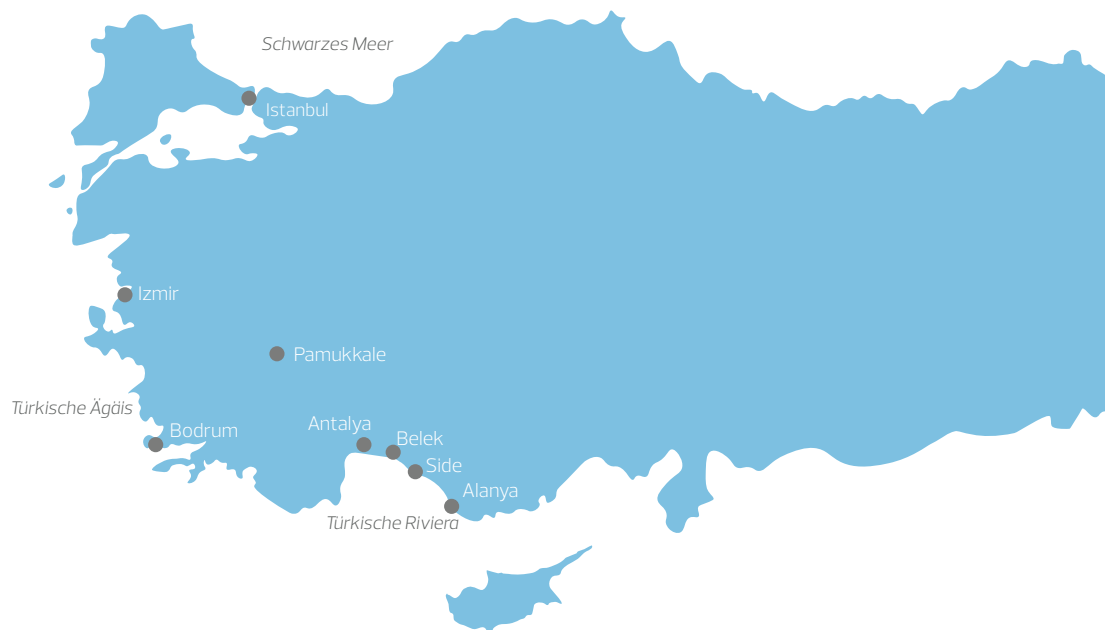 Schwarzes Meer
Istanbul
Izmir
Pamukkale
Türkische Ägäis
Bodrum
Antalya
Belek
Side
Alanya
Türkische Riviera